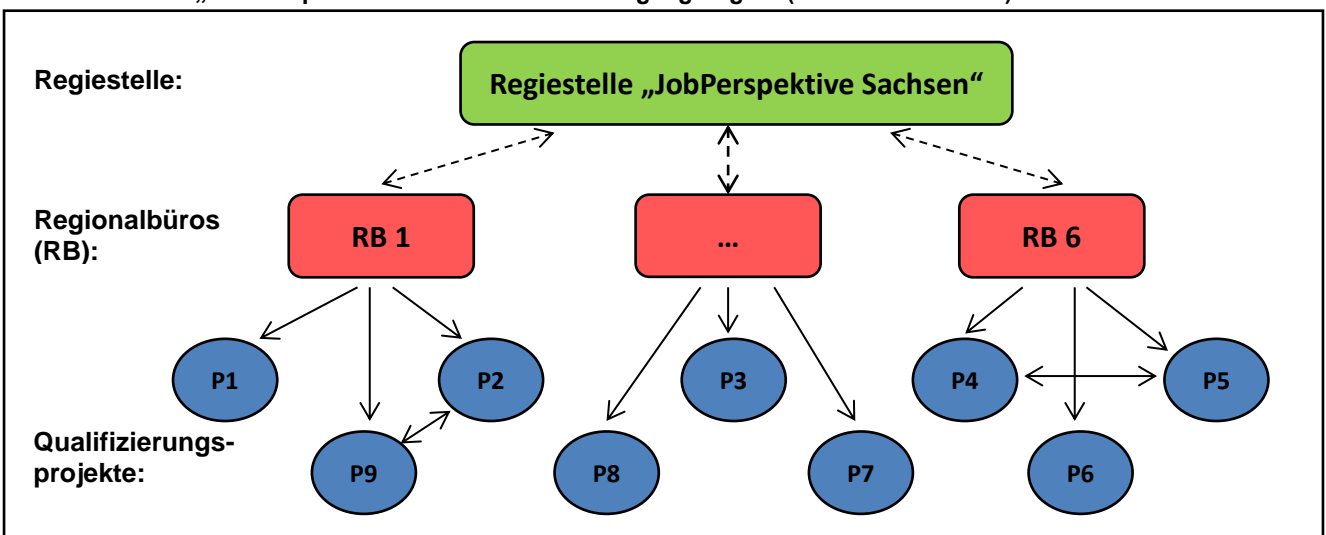 Regiestelle:
Regiestelle „JobPerspektive Sachsen“
Regionalbüros
(RB):
RB 1
...
RB 6
P1
P2
P3
P4
P5
Qualifizierungs-
projekte:
P9
P8
P7
P6